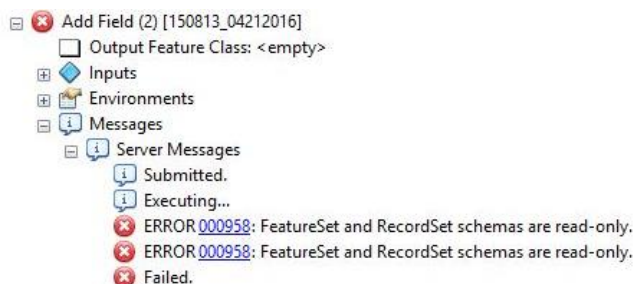 Add Field (2) [150813_04212016]
Output Feature Class: <empty>
Inputs
Environments
Messages
Server Messages
Submitted.
Executing...
ERROR 000958: FeatureSet and RecordSet schemas are read-only.
ERROR 000958: FeatureSet and RecordSet schemas are read-only.
Failed.